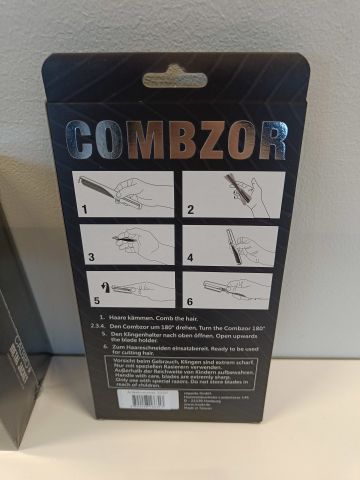 COMBZOR
1
2
3
4
5
6
1. Haare kämmen. Comb the hair.
2.3.4. Den Combzor um 180° drehen. Turn the Combzor 180°
5. Den Klingenhalter nach oben öffnen. Open upwards
the blade holder.
6. Zum Haareschneiden einsatzbereit. Ready to be used
for cutting hair.
Vorsicht beim Gebrauch, Klingen sind extrem scharf.
Nur mit speziellen Rasieren verwenden.
Außerhalb der Reichweite von Kindern aufbewahren.
Handle with care, blades are extremely sharp.
Only use with special razors. Do not store blades in
reach of children.
D - 22339 Hamburg
Made in Taiwan